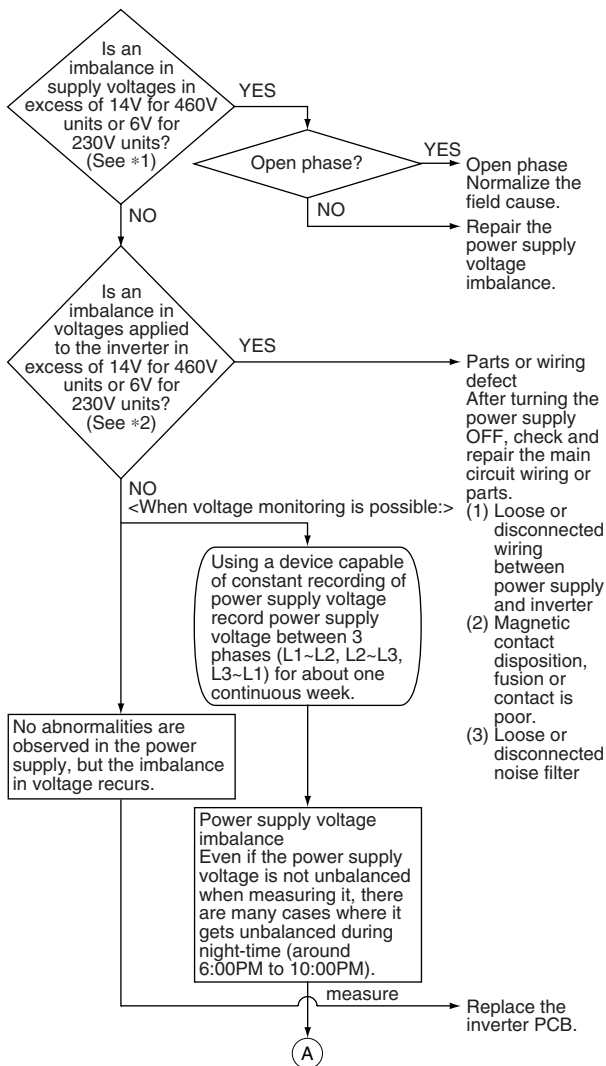 Is an
imbalance in
supply voltages in
excess of 14V for 460V
units or 6V for
230V units?
(See *1)
YES
Open phase?
YES
Open phase
Normalize the
field cause.
NO
Repair the
power supply
voltage
imbalance.
NO
Is an
imbalance in
voltages applied
to the inverter in
excess of 14V for 460V
units or 6V for
230V units?
(See *2)
YES
Parts or wiring
defect
After turning the
power supply
OFF, check and
repair the main
circuit wiring or
parts.
(1) Loose or
disconnected
wiring
between
power supply
and inverter
(2) Magnetic
contact
disposition,
fusion or
contact is
poor.
(3) Loose or
disconnected
noise filter
NO
<When voltage monitoring is possible:>
Using a device capable
of constant recording of
power supply voltage
record power supply
voltage between 3
phases (L1~L2, L2~L3,
L3~L1) for about one
continuous week.
No abnormalities are
observed in the power
supply, but the imbalance
in voltage recurs.
Power supply voltage
imbalance
Even if the power supply
voltage is not unbalanced
when measuring it, there
are many cases where it
gets unbalanced during
night-time (around
6:00PM to 10:00PM).
measure
Replace the
inverter PCB.
A